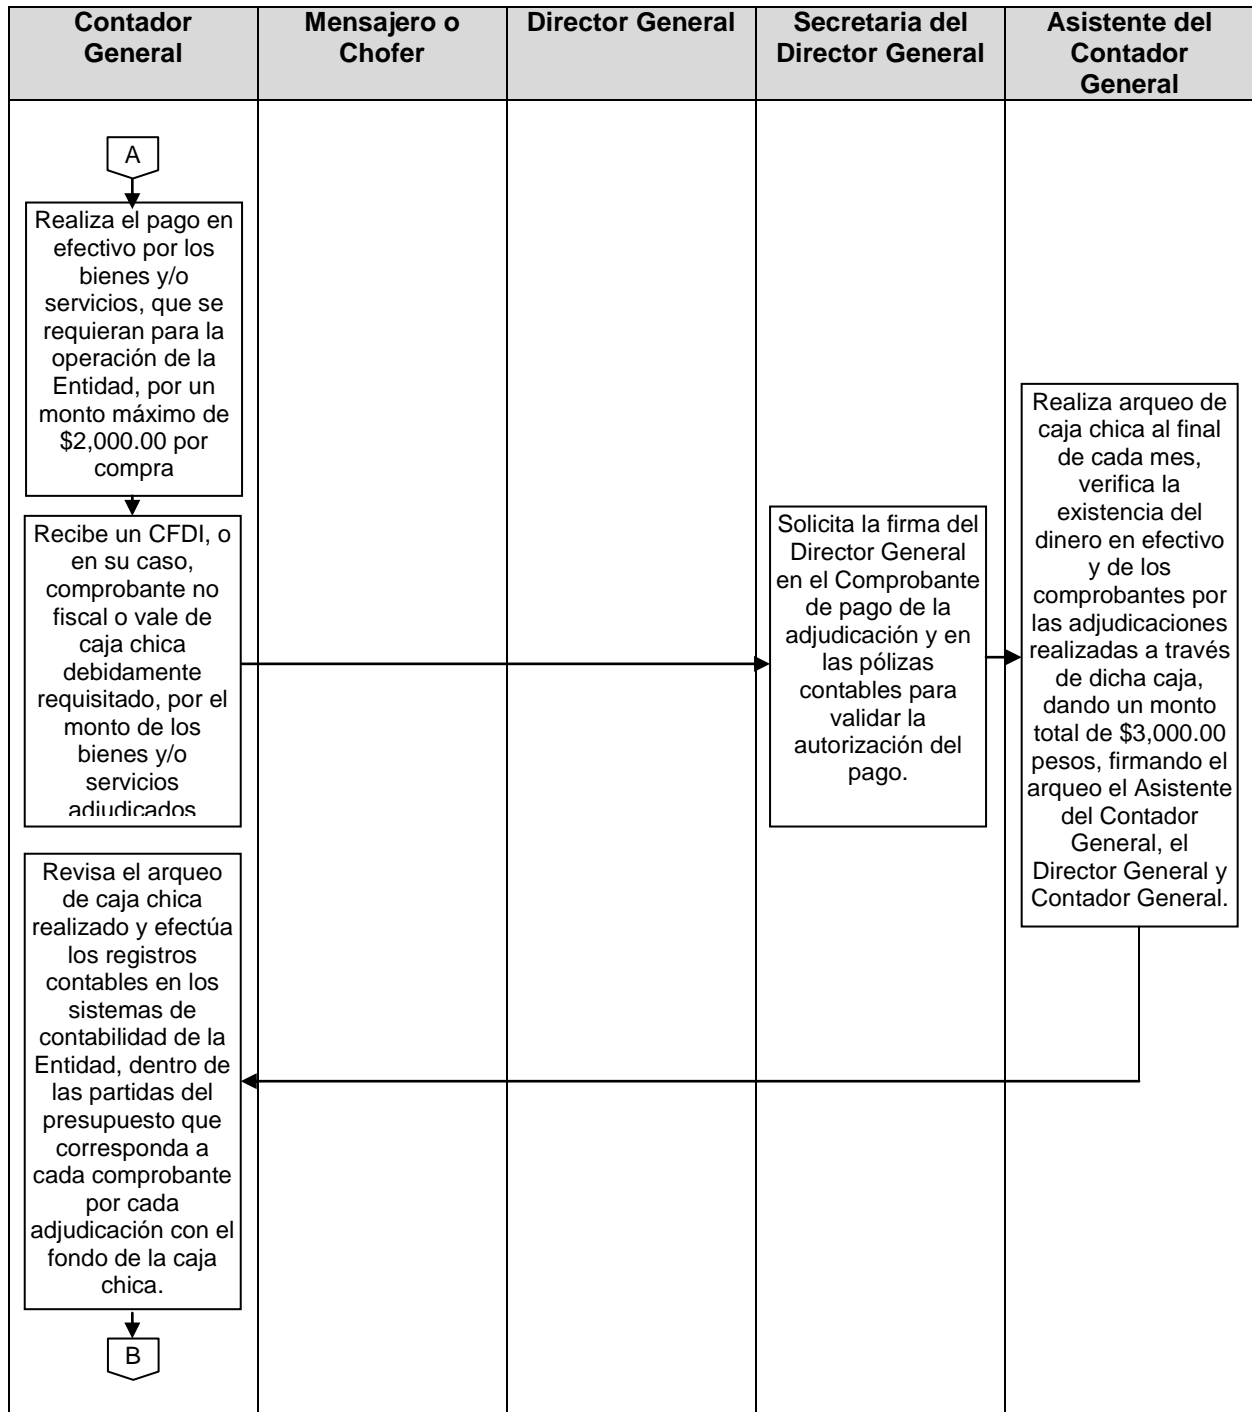 Contador
General
Mensajero o
Chofer
Director General
Secretaria del
Director General
Asistente del
Contador
General
A
Realiza el pago en
efectivo por los
bienes y/o
servicios, que se
requieran para la
operación de la
Entidad, por un
monto máximo de
$2,000.00 por
compra
Recibe un CFDI, o
en su caso,
comprobante no
fiscal o vale de
caja chica
debidamente
requisitado, por el
monto de los
bienes y/o
servicios
adjudicados
Solicita la firma del
Director General
en el Comprobante
de pago de la
adjudicación y en
las pólizas
contables para
validar la
autorización del
pago.
Realiza arqueo de
caja chica al final
de cada mes,
verifica la
existencia del
dinero en efectivo
y de los
comprobantes por
las adjudicaciones
realizadas a través
de dicha caja,
dando un monto
total de $3,000.00
pesos, firmando el
arqueo el Asistente
del Contador
General, el
Director General y
Contador General.
Revisa el arqueo
de caja chica
realizado y efectúa
los registros
contables en los
sistemas de
contabilidad de la
Entidad, dentro de
las partidas del
presupuesto que
corresponda a
cada comprobante
por cada
adjudicación con el
fondo de la caja
chica.
B